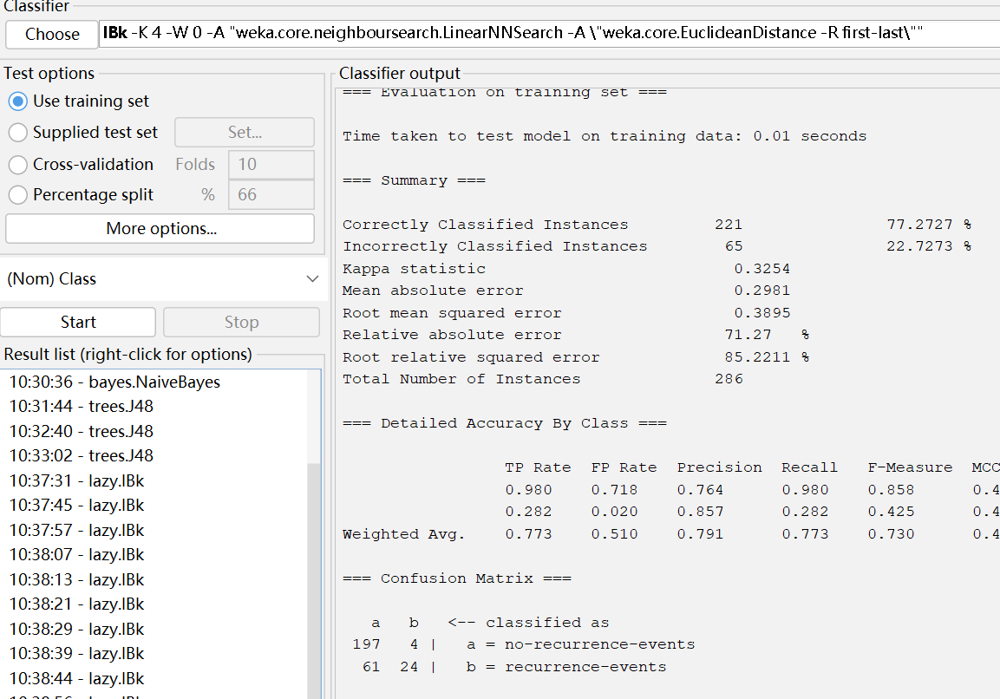 Classifier
Choose
IBk -K 4 -W 0 -A "weka.core.neighboursearch.LinearNNSearch -A \"weka.core.EuclideanDistance -R first-last\""
Test options
Use training set
Supplied test set Set...
Cross-validation Folds 10
Percentage split % 66
More options...
(Nom) Class
Start Stop
Result list (right-click for options)
10:30:36 - bayes.NaiveBayes
10:31:44 - trees.J48
10:32:40 - trees.J48
10:33:02 - trees.J48
10:37:31 - lazy.IBk
10:37:45 - lazy.IBk
10:37:57 - lazy.IBk
10:38:07 - lazy.IBk
10:38:13 - lazy.IBk
10:38:21 - lazy.IBk
10:38:29 - lazy.IBk
10:38:39 - lazy.IBk
10:38:44 - lazy.IBk
Classifier output
=== Evaluation on training set ===
Time taken to test model on training data: 0.01 seconds
=== Summary ===
Correctly Classified Instances 221 77.2727 %
Incorrectly Classified Instances 65 22.7273 %
Kappa statistic 0.3254
Mean absolute error 0.2981
Root mean squared error 0.3895
Relative absolute error 71.27 %
Root relative squared error 85.2211 %
Total Number of Instances 286
=== Detailed Accuracy By Class ===
TP Rate FP Rate Precision Recall F-Measure MCC
0.980 0.718 0.764 0.980 0.858 0.4
0.282 0.020 0.857 0.282 0.425 0.4
Weighted Avg. 0.773 0.510 0.791 0.773 0.730 0.4
=== Confusion Matrix ===
a b <-- classified as
197 4 | a = no-recurrence-events
61 24 | b = recurrence-events